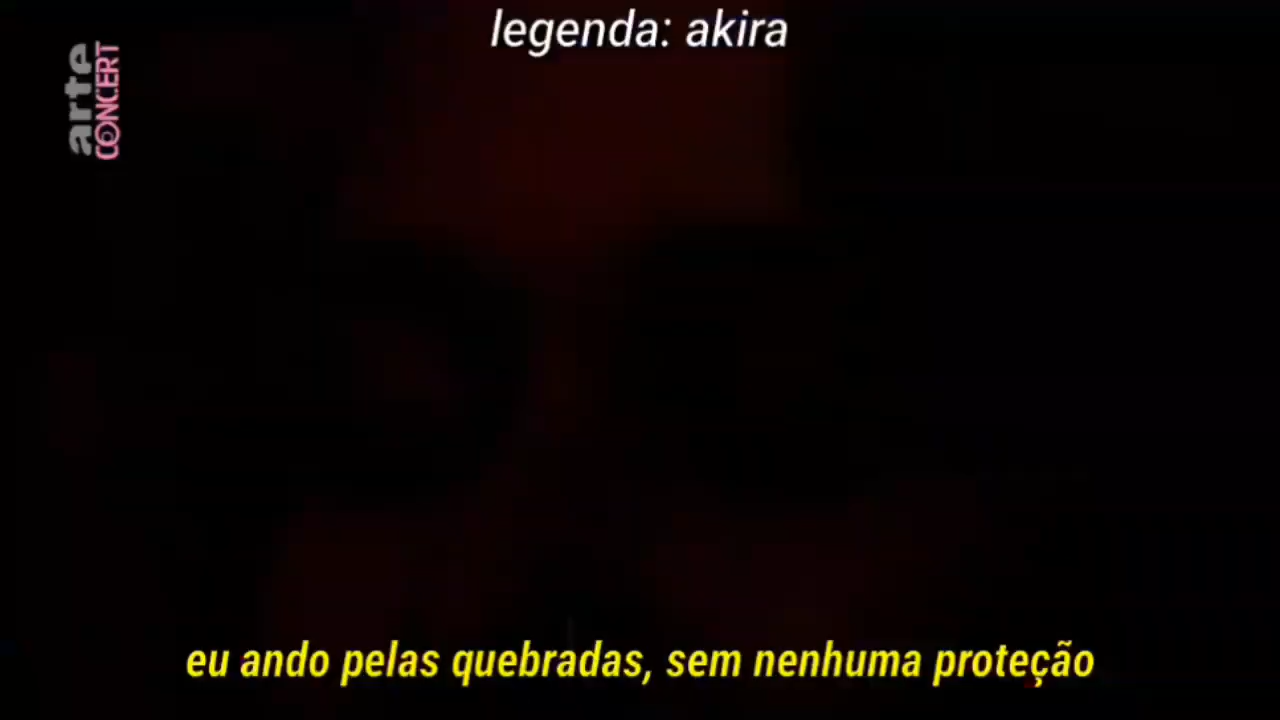 legenda: akira
arte
CONCERT
eu ando pelas quebradas, sem nenhuma proteção